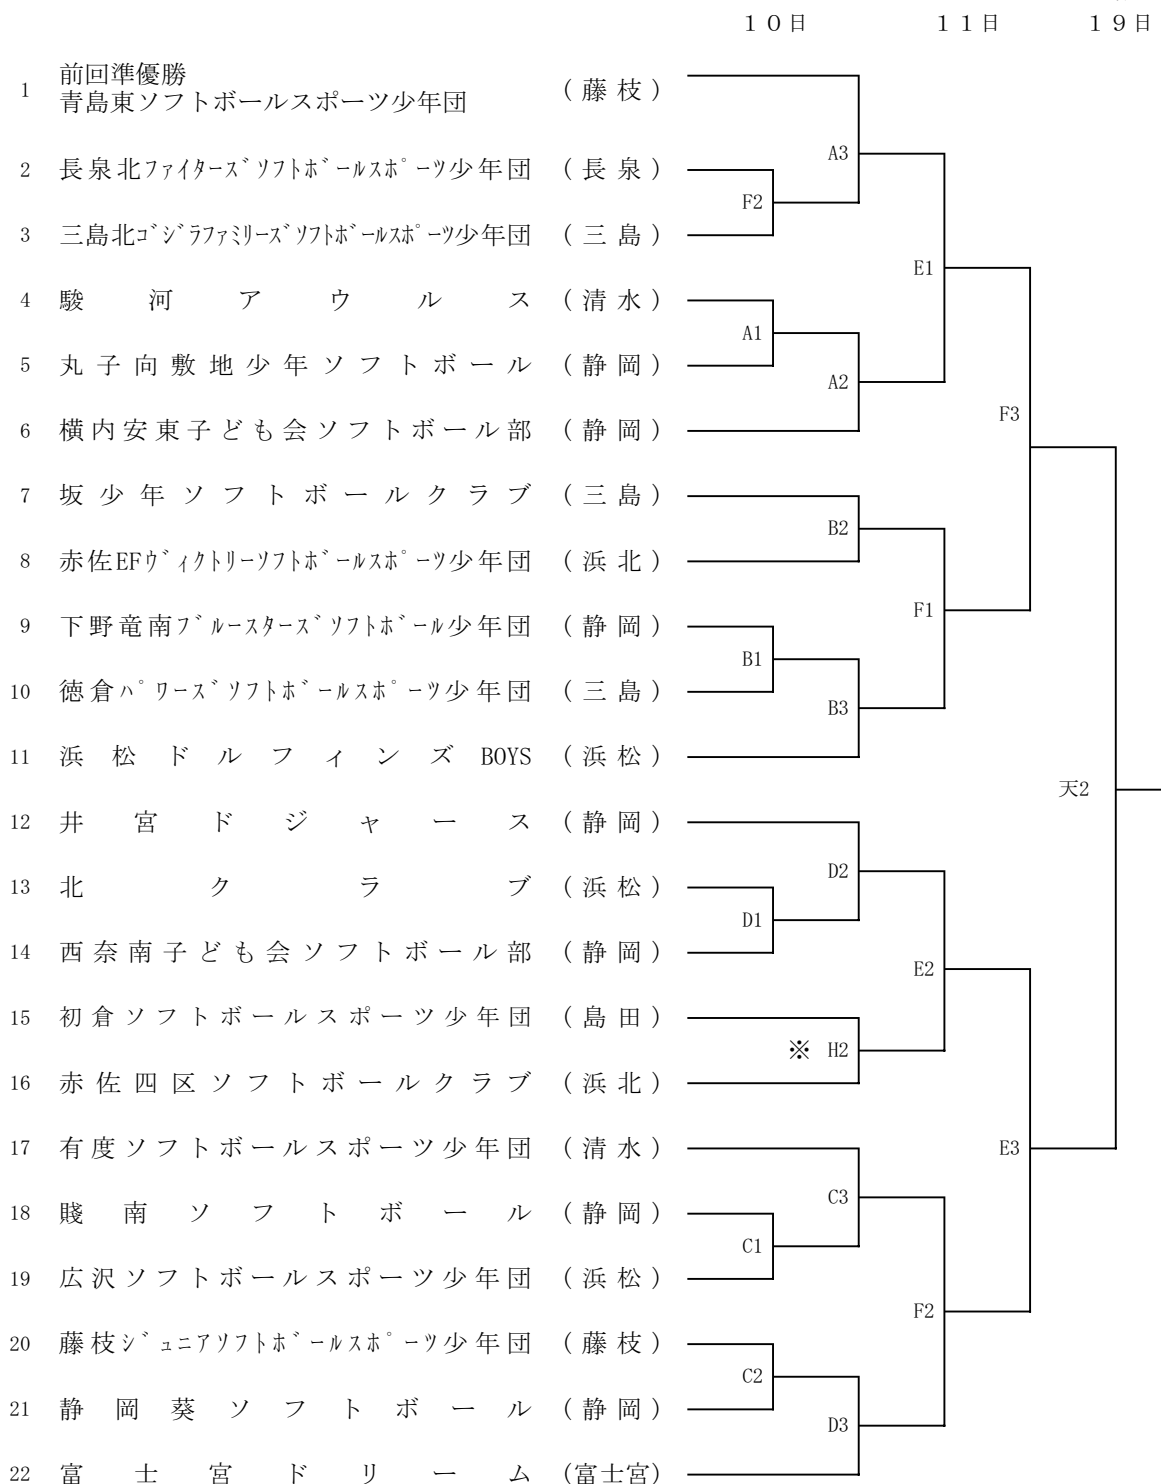 １０日 １１日 １９日
1 前回準優勝
青島東ソフトボールスポーツ少年団 (藤枝)
A3
2 長泉北ﾌｧｲﾀｰｽﾞｿﾌﾄﾎﾞｰﾙｽﾎﾟｰﾂ少年団 (長泉)
F2
3 三島北ｺﾞｼﾞﾗﾌｧﾐﾘｰｽﾞｿﾌﾄﾎﾞｰﾙｽﾎﾟｰﾂ少年団 (三島)
E1
4 駿河アウルス (清水)
A1
5 丸子向敷地少年ソフトボール (静岡)
A2
F3
6 横内安東子ども会ソフトボール部 (静岡)
7 坂少年ソフトボールクラブ (三島)
B2
8 赤佐EFｳﾞｨｸﾄﾘｰｿﾌﾄﾎﾞｰﾙｽﾎﾟｰﾂ少年団 (浜北)
F1
9 下野竜南ﾌﾞﾙｰｽﾀｰｽﾞｿﾌﾄﾎﾞｰﾙ少年団 (静岡)
B1
10 徳倉ﾊﾟﾜｰｽﾞｿﾌﾄﾎﾞｰﾙｽﾎﾟｰﾂ少年団 (三島)
B3
11 浜松ドルフィンズBOYS (浜松)
天2
12 井宮ドジャース (静岡)
D2
13 北クラブ (浜松)
D1
14 西奈南子ども会ソフトボール部 (静岡)
E2
15 初倉ソフトボールスポーツ少年団 (島田)
※ H2
16 赤佐四区ソフトボールクラブ (浜北)
17 有度ソフトボールスポーツ少年団 (清水)
E3
C3
18 賤南ソフトボール (静岡)
C1
19 広沢ソフトボールスポーツ少年団 (浜松)
F2
20 藤枝ｼﾞｭﾆｱｿﾌﾄﾎﾞｰﾙｽﾎﾟｰﾂ少年団 (藤枝)
C2
21 静岡葵ソフトボール (静岡)
D3
22 富士宮ドリーム (富士宮)